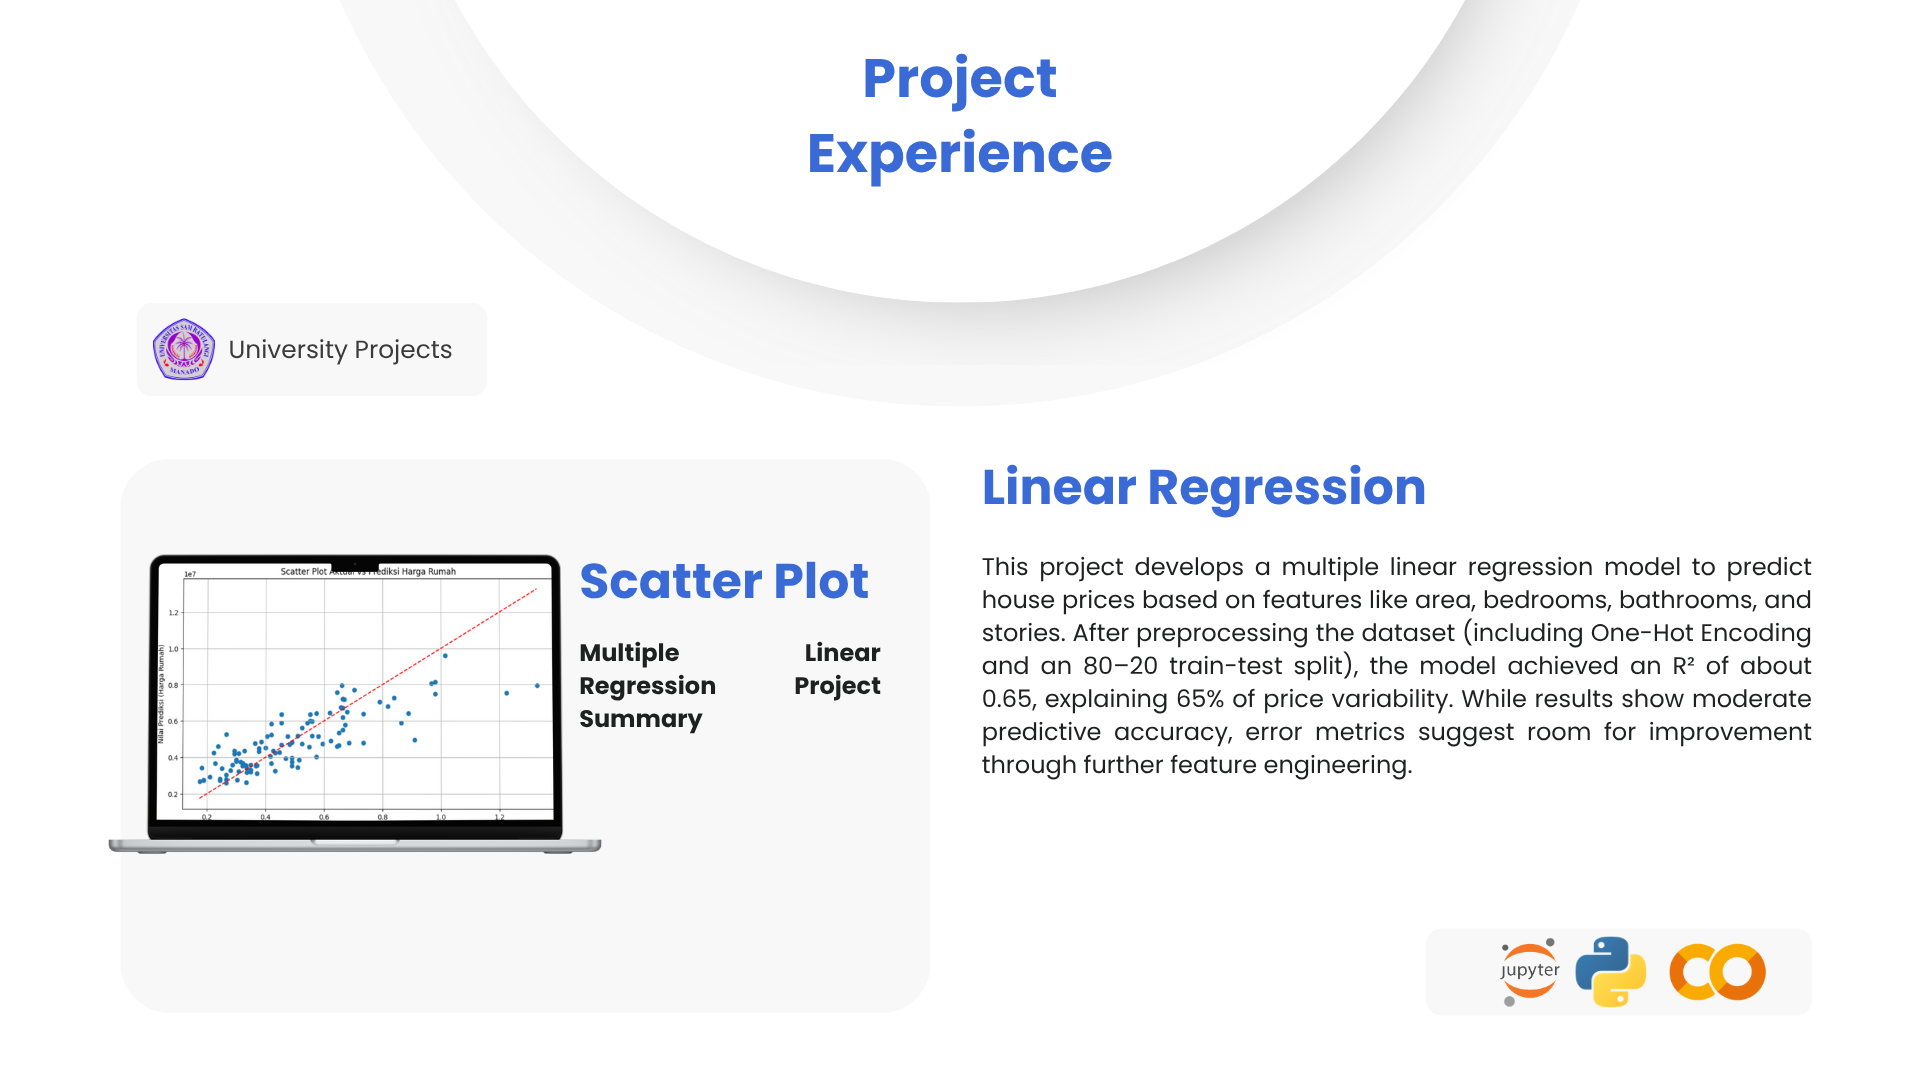 Project
Experience
UNIVERSITAS SAM RATULANGI
MANADO
University Projects
Scatter Plot Aktual vs Prediksi Harga Rumah
1e7
1.2
1.0
0.8
0.6
0.4
0.2
Nilai Prediksi (Harga Rumah)
0.2 0.4 0.6 0.8 1.0 1.2
Scatter Plot
Multiple Linear
Regression Project
Summary
Linear Regression
This project develops a multiple linear regression model to predict
house prices based on features like area, bedrooms, bathrooms, and
stories. After preprocessing the dataset (including One-Hot Encoding
and an 80–20 train-test split), the model achieved an R² of about
0.65, explaining 65% of price variability. While results show moderate
predictive accuracy, error metrics suggest room for improvement
through further feature engineering.
jupyter